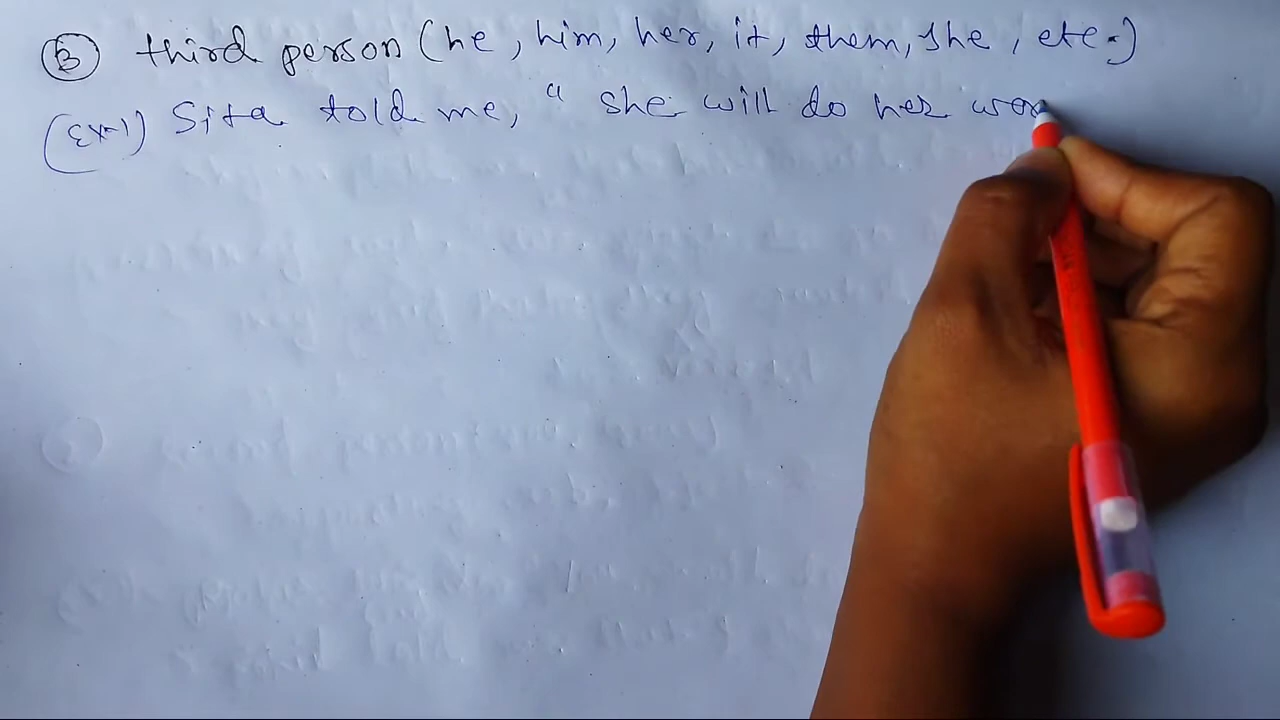 ③ third person (he, him, her, it, them, she, etc.)
(Ex-1) Sita told me, " she will do her wor